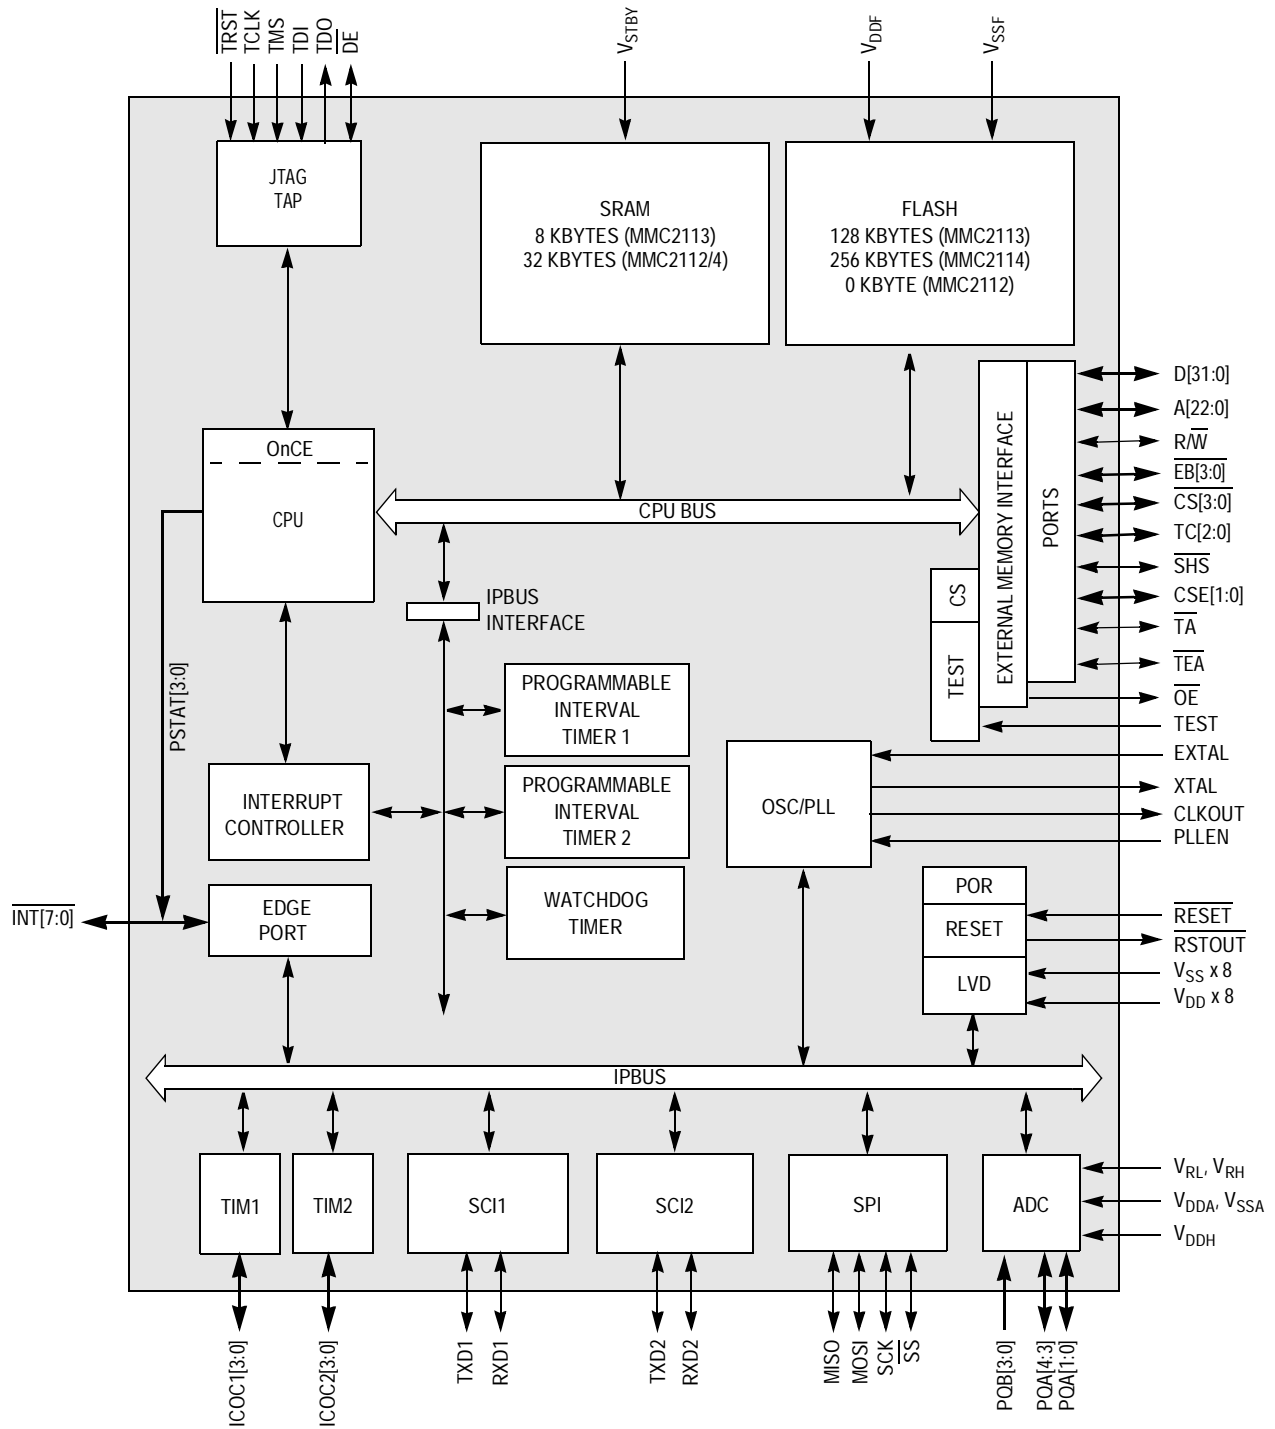 TRST
TCLK
TMS
TDI
TDO
DE
VSTBY
VDDF
VSSF
JTAG
TAP
SRAM
8 KBYTES (MMC2113)
32 KBYTES (MMC2112/4)
FLASH
128 KBYTES (MMC2113)
256 KBYTES (MMC2114)
0 KBYTE (MMC2112)
OnCE
CPU
CPU BUS
EXTERNAL MEMORY INTERFACE
PORTS
CS
TEST
D[31:0]
A[22:0]
R/W
EB[3:0]
CS[3:0]
TC[2:0]
SHS
CSE[1:0]
TA
TEA
OE
TEST
EXTAL
XTAL
CLKOUT
PLLEN
IPBUS
INTERFACE
PSTAT[3:0]
PROGRAMMABLE
INTERVAL
TIMER 1
PROGRAMMABLE
INTERVAL
TIMER 2
WATCHDOG
TIMER
INTERRUPT
CONTROLLER
OSC/PLL
INT[7:0]
EDGE
PORT
POR
RESET
LVD
RESET
RSTOUT
VSS x 8
VDD x 8
IPBUS
TIM1
TIM2
SCI1
SCI2
SPI
ADC
VRL, VRH
VDDA, VSSA
VDDH
ICOC1[3:0]
ICOC2[3:0]
TXD1
RXD1
TXD2
RXD2
MISO
MOSI
SCK
SS
PQB[3:0]
PQA[4:3]
PQA[1:0]